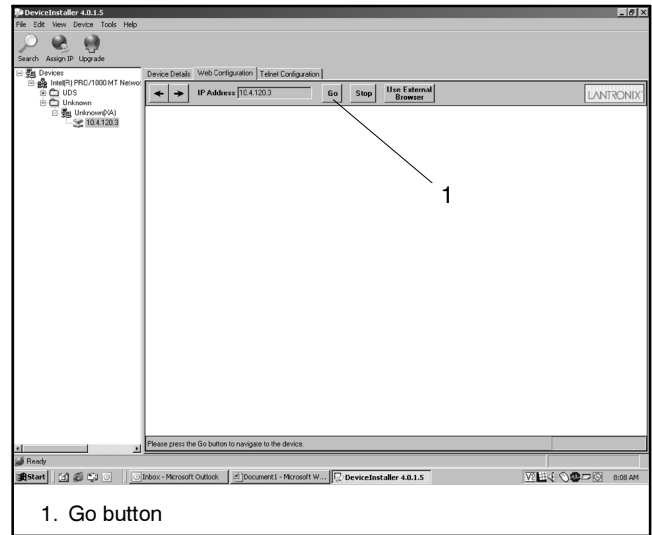 DeviceInstaller 4.0.1.5
File Edit View Device Tools Help
Search Assign IP Upgrade
Devices
Intel(R) PRO/1000 MT Networ
UDS
Unknown
Unknown(XA)
10.4.120.3
Device Details Web Configuration Telnet Configuration
IP Address 10.4.120.3 Go Stop Use External Browser
LANTRONIX
1
Please press the Go button to navigate to the device.
Ready
Start Inbox - Microsoft Outlook Document1 - Microsoft W... DeviceInstaller 4.0.1.5 8:08 AM
1. Go button